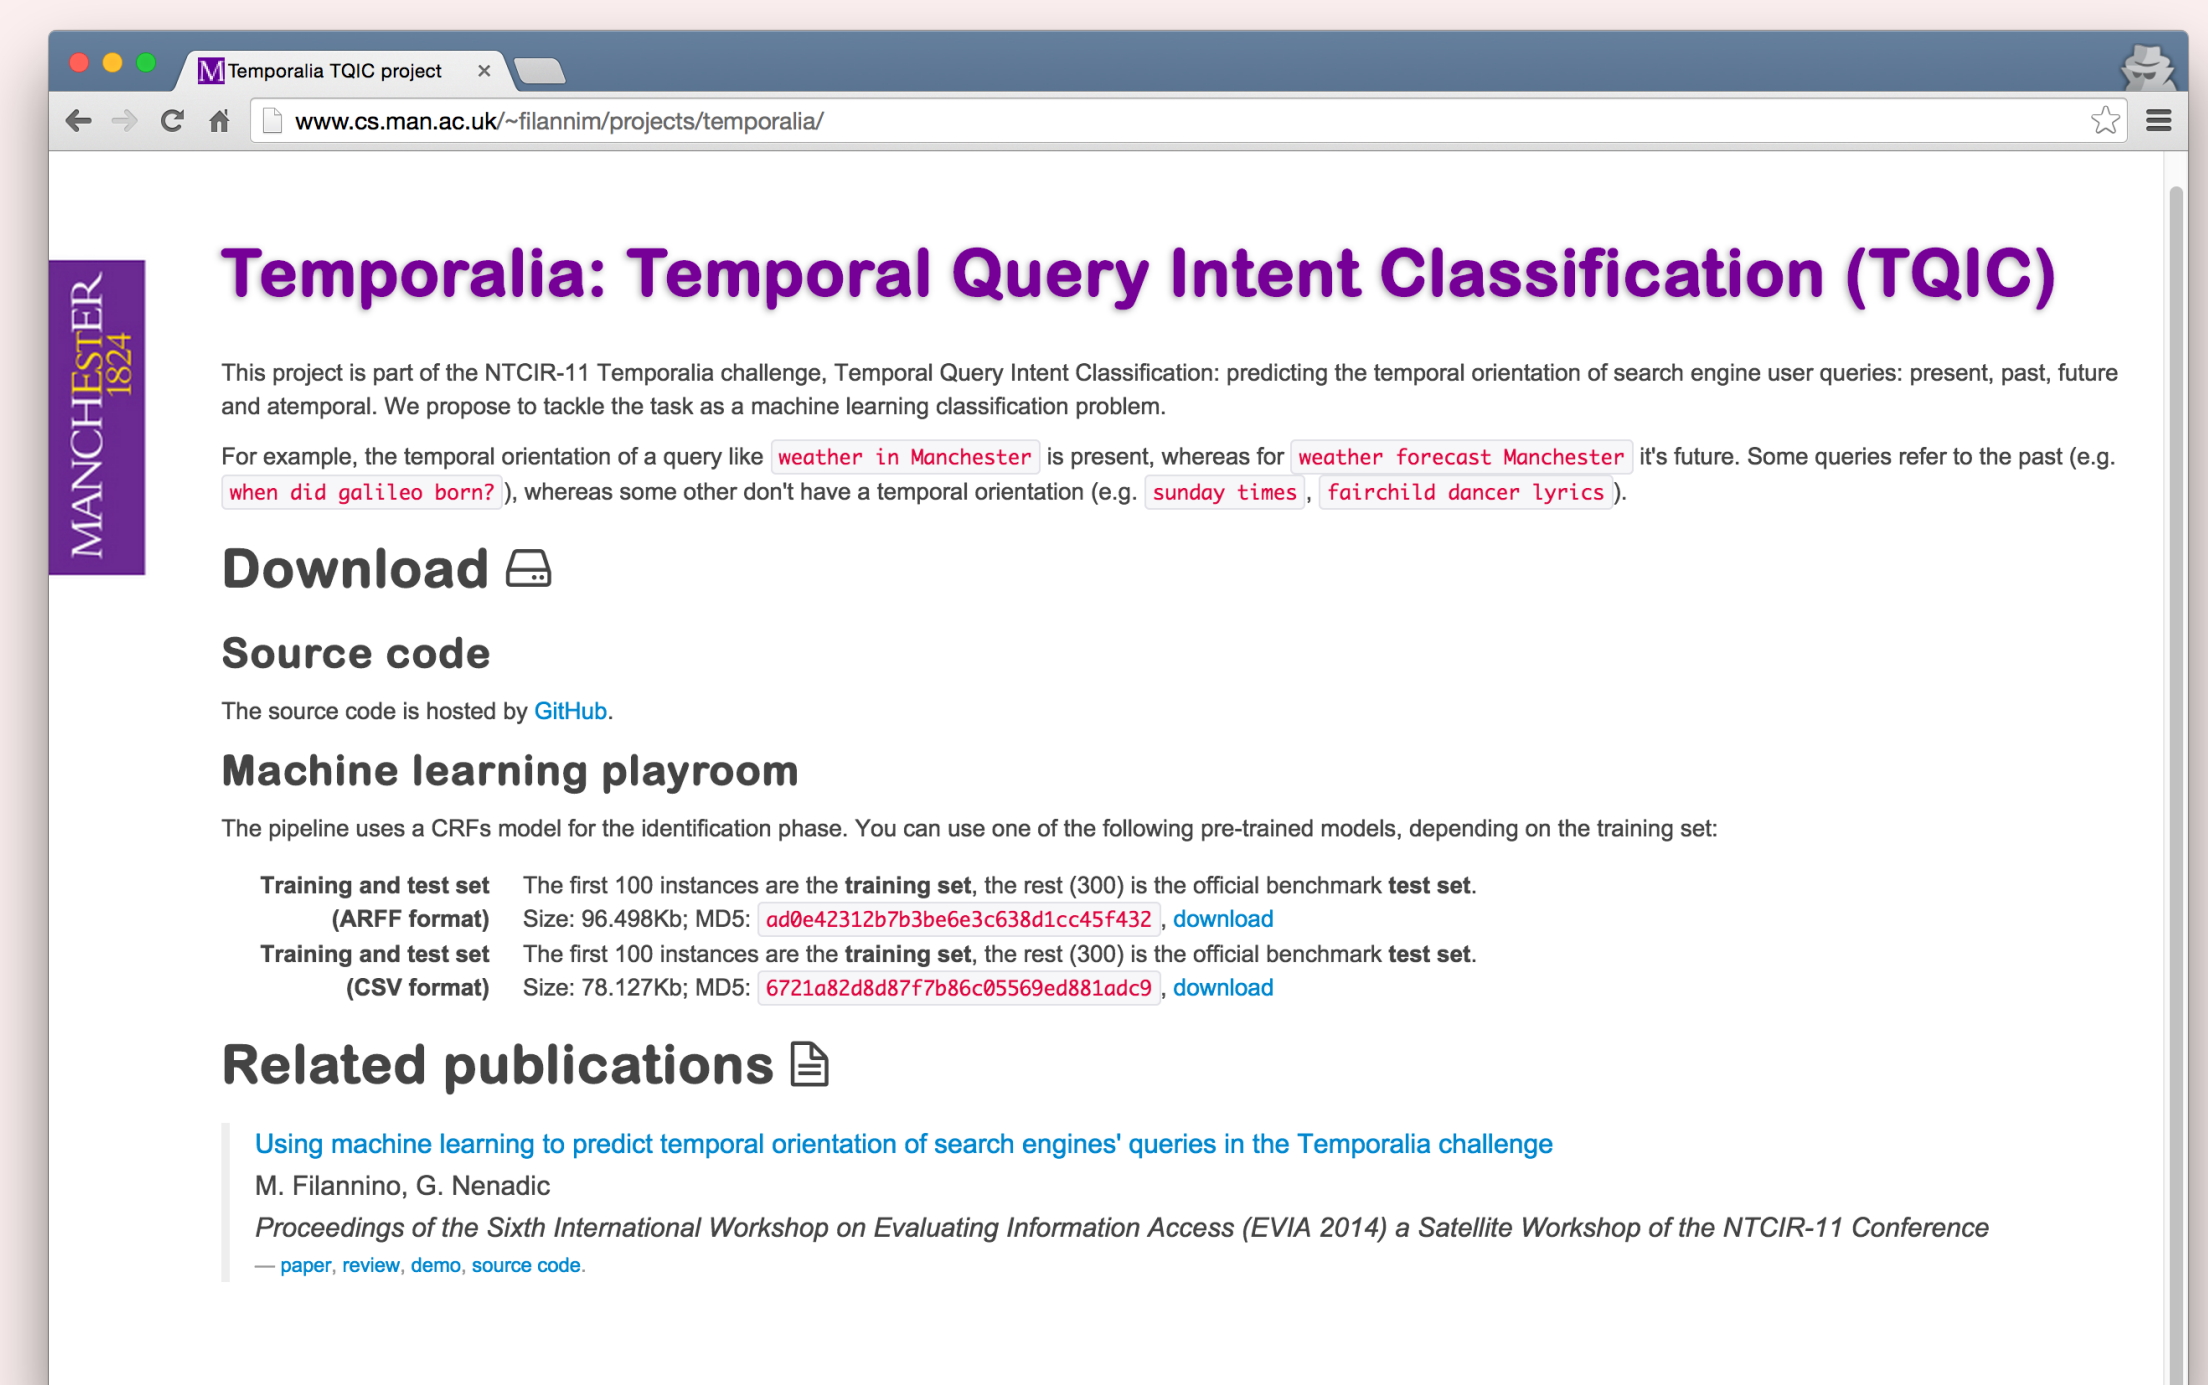 Temporalia TQIC project
www.cs.man.ac.uk/~filannim/projects/temporalia/
MANCHESTER
1824
Temporalia: Temporal Query Intent Classification (TQIC)
This project is part of the NTCIR-11 Temporalia challenge, Temporal Query Intent Classification: predicting the temporal orientation of search engine user queries: present, past, future
and atemporal. We propose to tackle the task as a machine learning classification problem.
For example, the temporal orientation of a query like weather in Manchester is present, whereas for weather forecast Manchester it's future. Some queries refer to the past (e.g.
when did galileo born?), whereas some other don't have a temporal orientation (e.g. sunday times, fairchild dancer lyrics).
Download
Source code
The source code is hosted by GitHub.
Machine learning playroom
The pipeline uses a CRFs model for the identification phase. You can use one of the following pre-trained models, depending on the training set:
Training and test set The first 100 instances are the training set, the rest (300) is the official benchmark test set.
(ARFF format) Size: 96.498Kb; MD5: ad0e42312b7b3be6e3c638d1cc45f432, download
Training and test set The first 100 instances are the training set, the rest (300) is the official benchmark test set.
(CSV format) Size: 78.127Kb; MD5: 6721a82d8d87f7b86c05569ed881adc9, download
Related publications
Using machine learning to predict temporal orientation of search engines' queries in the Temporalia challenge
M. Filannino, G. Nenadic
Proceedings of the Sixth International Workshop on Evaluating Information Access (EVIA 2014) a Satellite Workshop of the NTCIR-11 Conference
— paper, review, demo, source code.